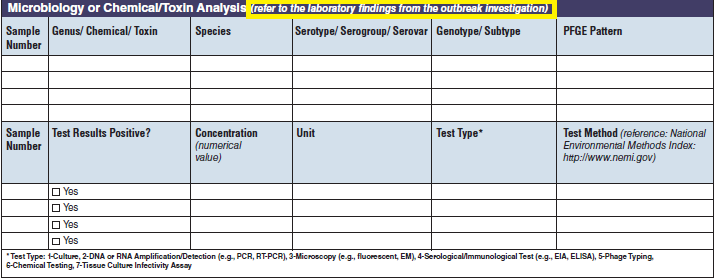 Microbiology or Chemical/Toxin Analysis (refer to the laboratory findings from the outbreak investigation)
Sample Number Genus/ Chemical/ Toxin Species Serotype/ Serogroup/ Serovar Genotype/ Subtype PFGE Pattern
Sample Number Test Results Positive? Concentration (numerical value) Unit Test Type* Test Method (reference: National Environmental Methods Index: http://www.nemi.gov)
Yes
Yes
Yes
Yes
*Test Type: 1-Culture, 2-DNA or RNA Amplification/Detection (e.g., PCR, RT-PCR), 3-Microscopy (e.g., fluorescent, EM), 4-Serological/Immunological Test (e.g., EIA, ELISA), 5-Phage Typing,
6-Chemical Testing, 7-Tissue Culture Infectivity Assay